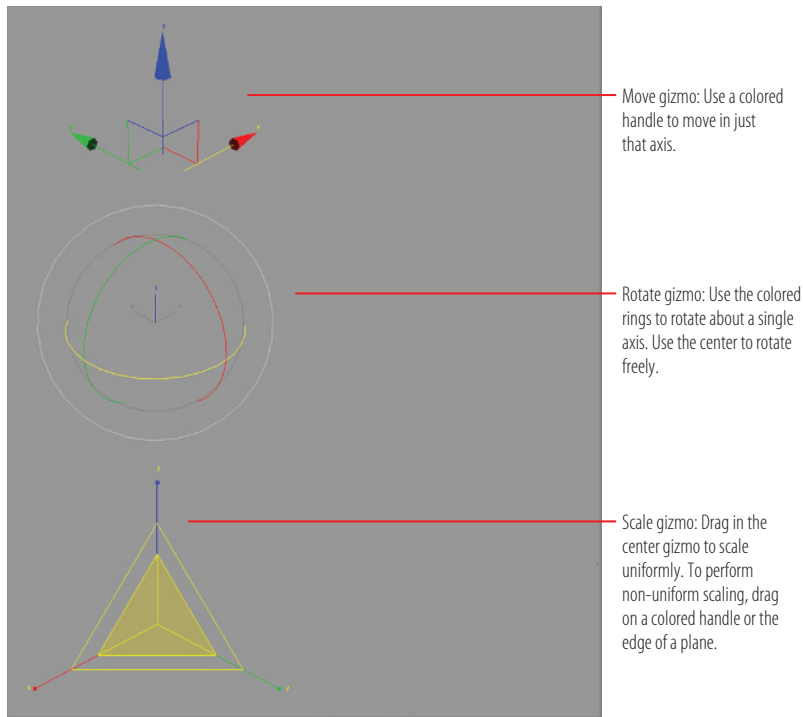 Move gizmo: Use a colored
handle to move in just
that axis.
Rotate gizmo: Use the colored
rings to rotate about a single
axis. Use the center to rotate
freely.
Scale gizmo: Drag in the
center gizmo to scale
uniformly. To perform
non-uniform scaling, drag
on a colored handle or the
edge of a plane.